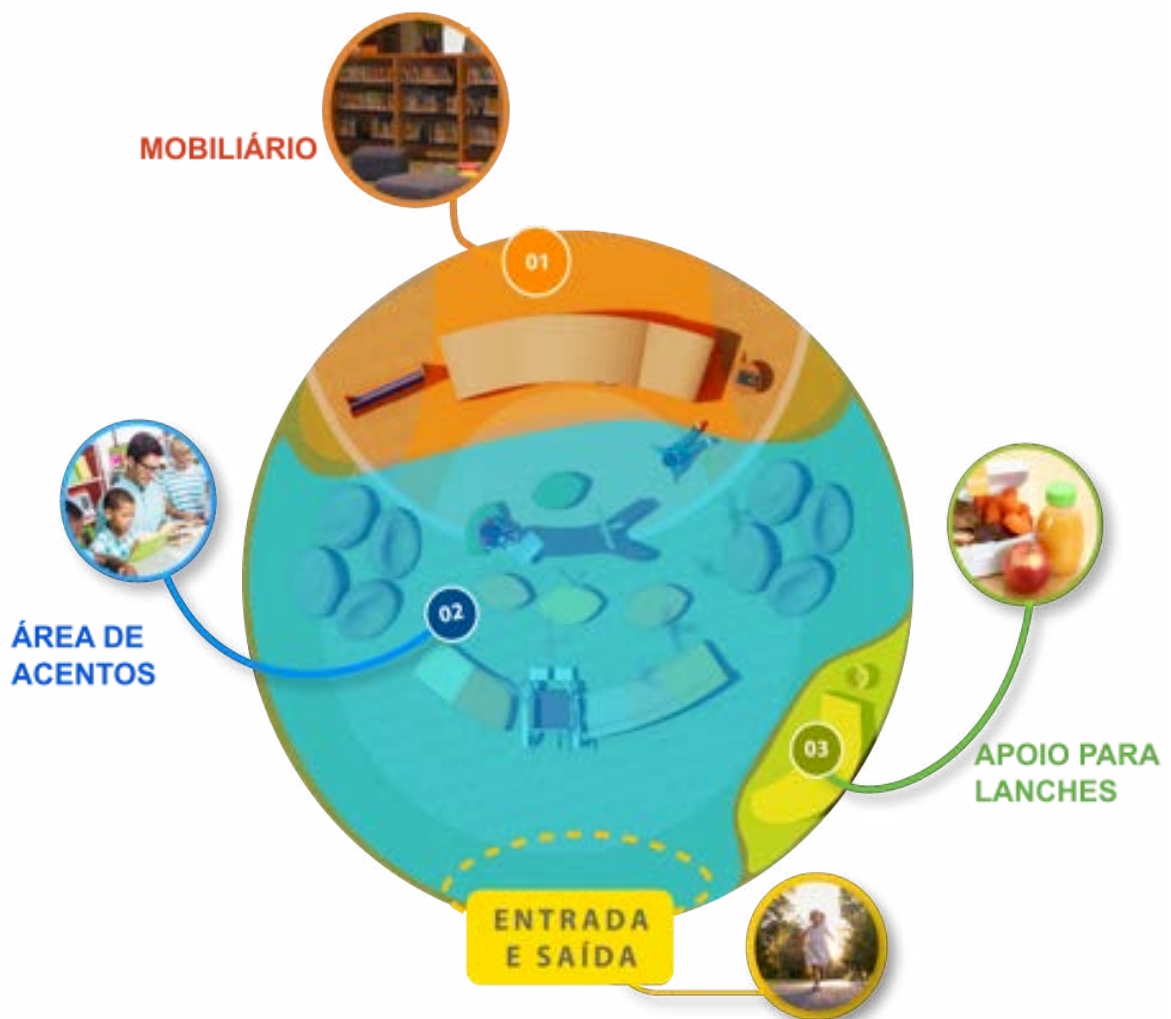 MOBILIÁRIO
01
02
ÁREA DE
ACENTOS
03
APOIO PARA
LANCHES
ENTRADA
E SAÍDA